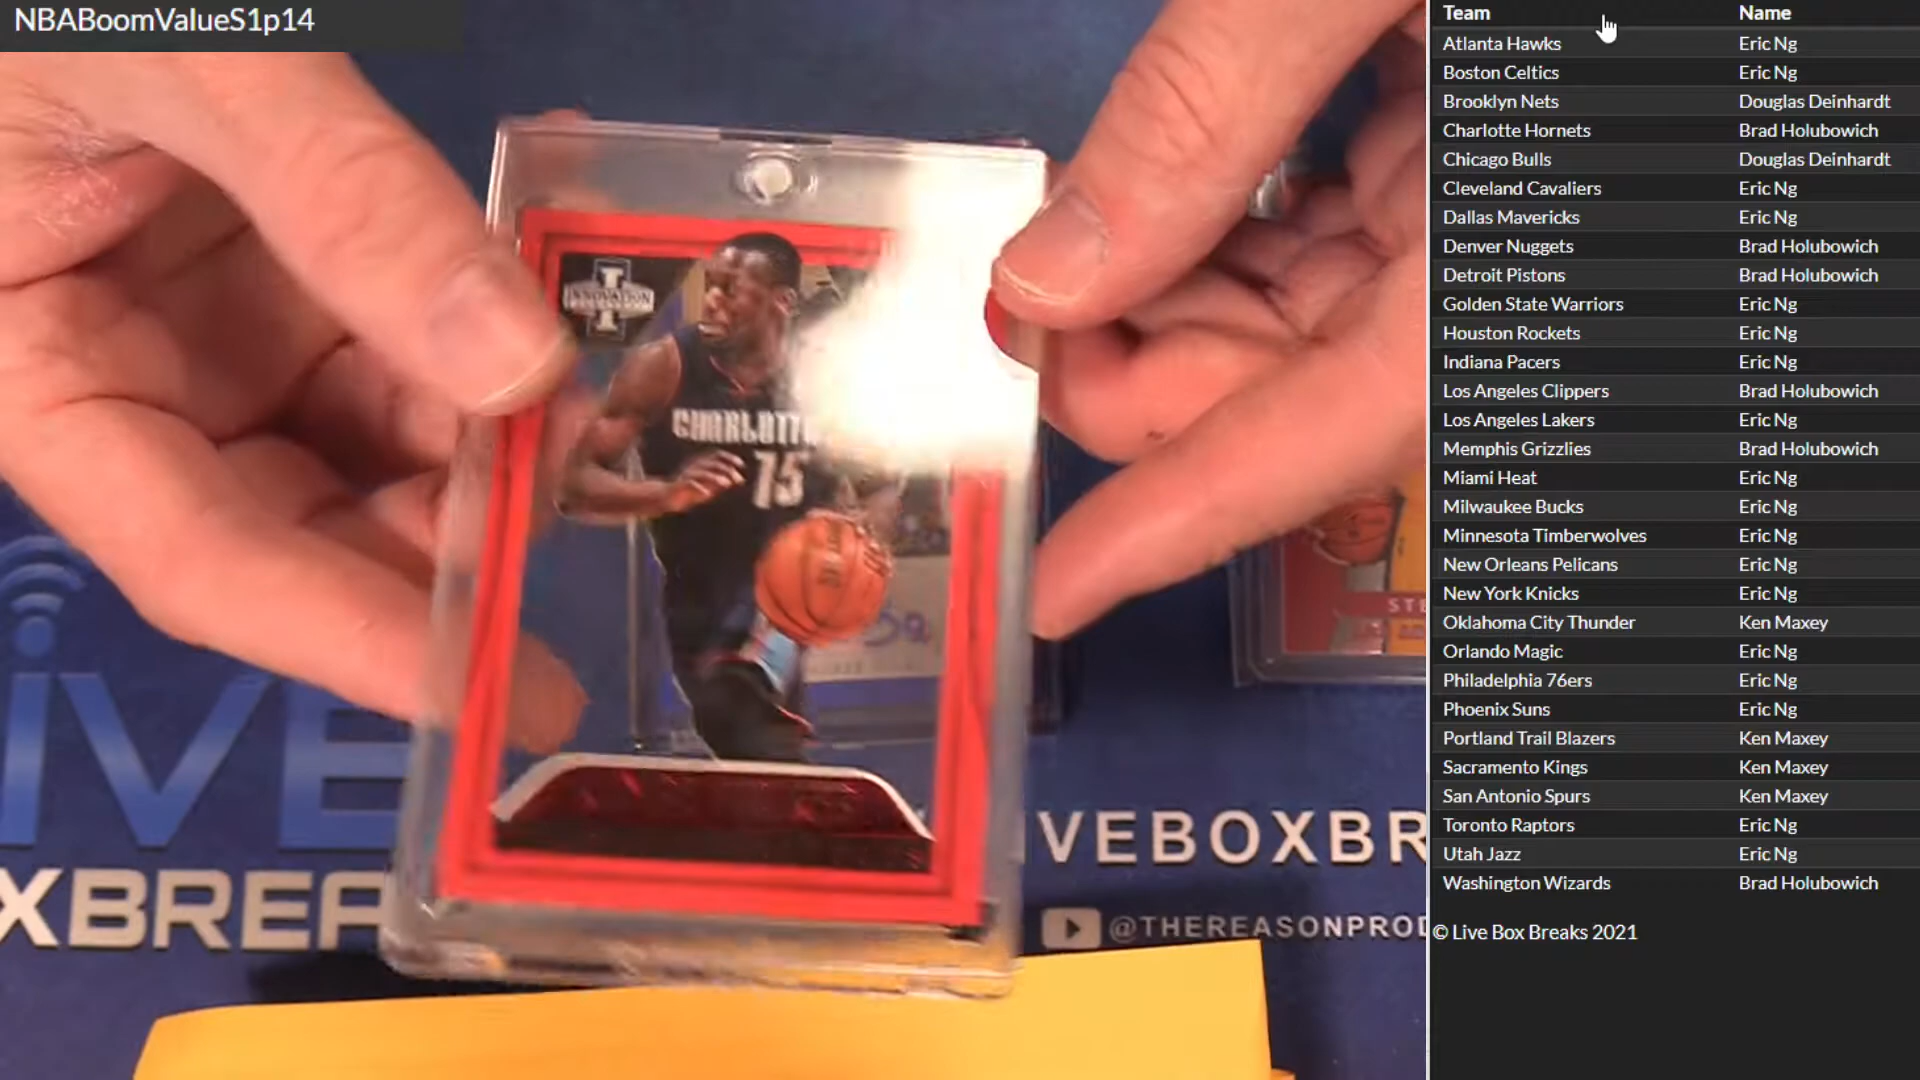 NBABoomValueS1p14
Team Name
Atlanta Hawks Eric Ng
Boston Celtics Eric Ng
Brooklyn Nets Douglas Deinhardt
Charlotte Hornets Brad Holubowich
Chicago Bulls Douglas Deinhardt
Cleveland Cavaliers Eric Ng
Dallas Mavericks Eric Ng
Denver Nuggets Brad Holubowich
Detroit Pistons Brad Holubowich
Golden State Warriors Eric Ng
Houston Rockets Eric Ng
Indiana Pacers Eric Ng
Los Angeles Clippers Brad Holubowich
Los Angeles Lakers Eric Ng
Memphis Grizzlies Brad Holubowich
Miami Heat Eric Ng
Milwaukee Bucks Eric Ng
Minnesota Timberwolves Eric Ng
New Orleans Pelicans Eric Ng
New York Knicks Eric Ng
Oklahoma City Thunder Ken Maxey
Orlando Magic Eric Ng
Philadelphia 76ers Eric Ng
Phoenix Suns Eric Ng
Portland Trail Blazers Ken Maxey
Sacramento Kings Ken Maxey
San Antonio Spurs Ken Maxey
Toronto Raptors Eric Ng
Utah Jazz Eric Ng
Washington Wizards Brad Holubowich
© Live Box Breaks 2021
INNOVATION
CHARLOTT
15
STE
IVE
XBREA
IVEBOXBR
@THEREASONPROD